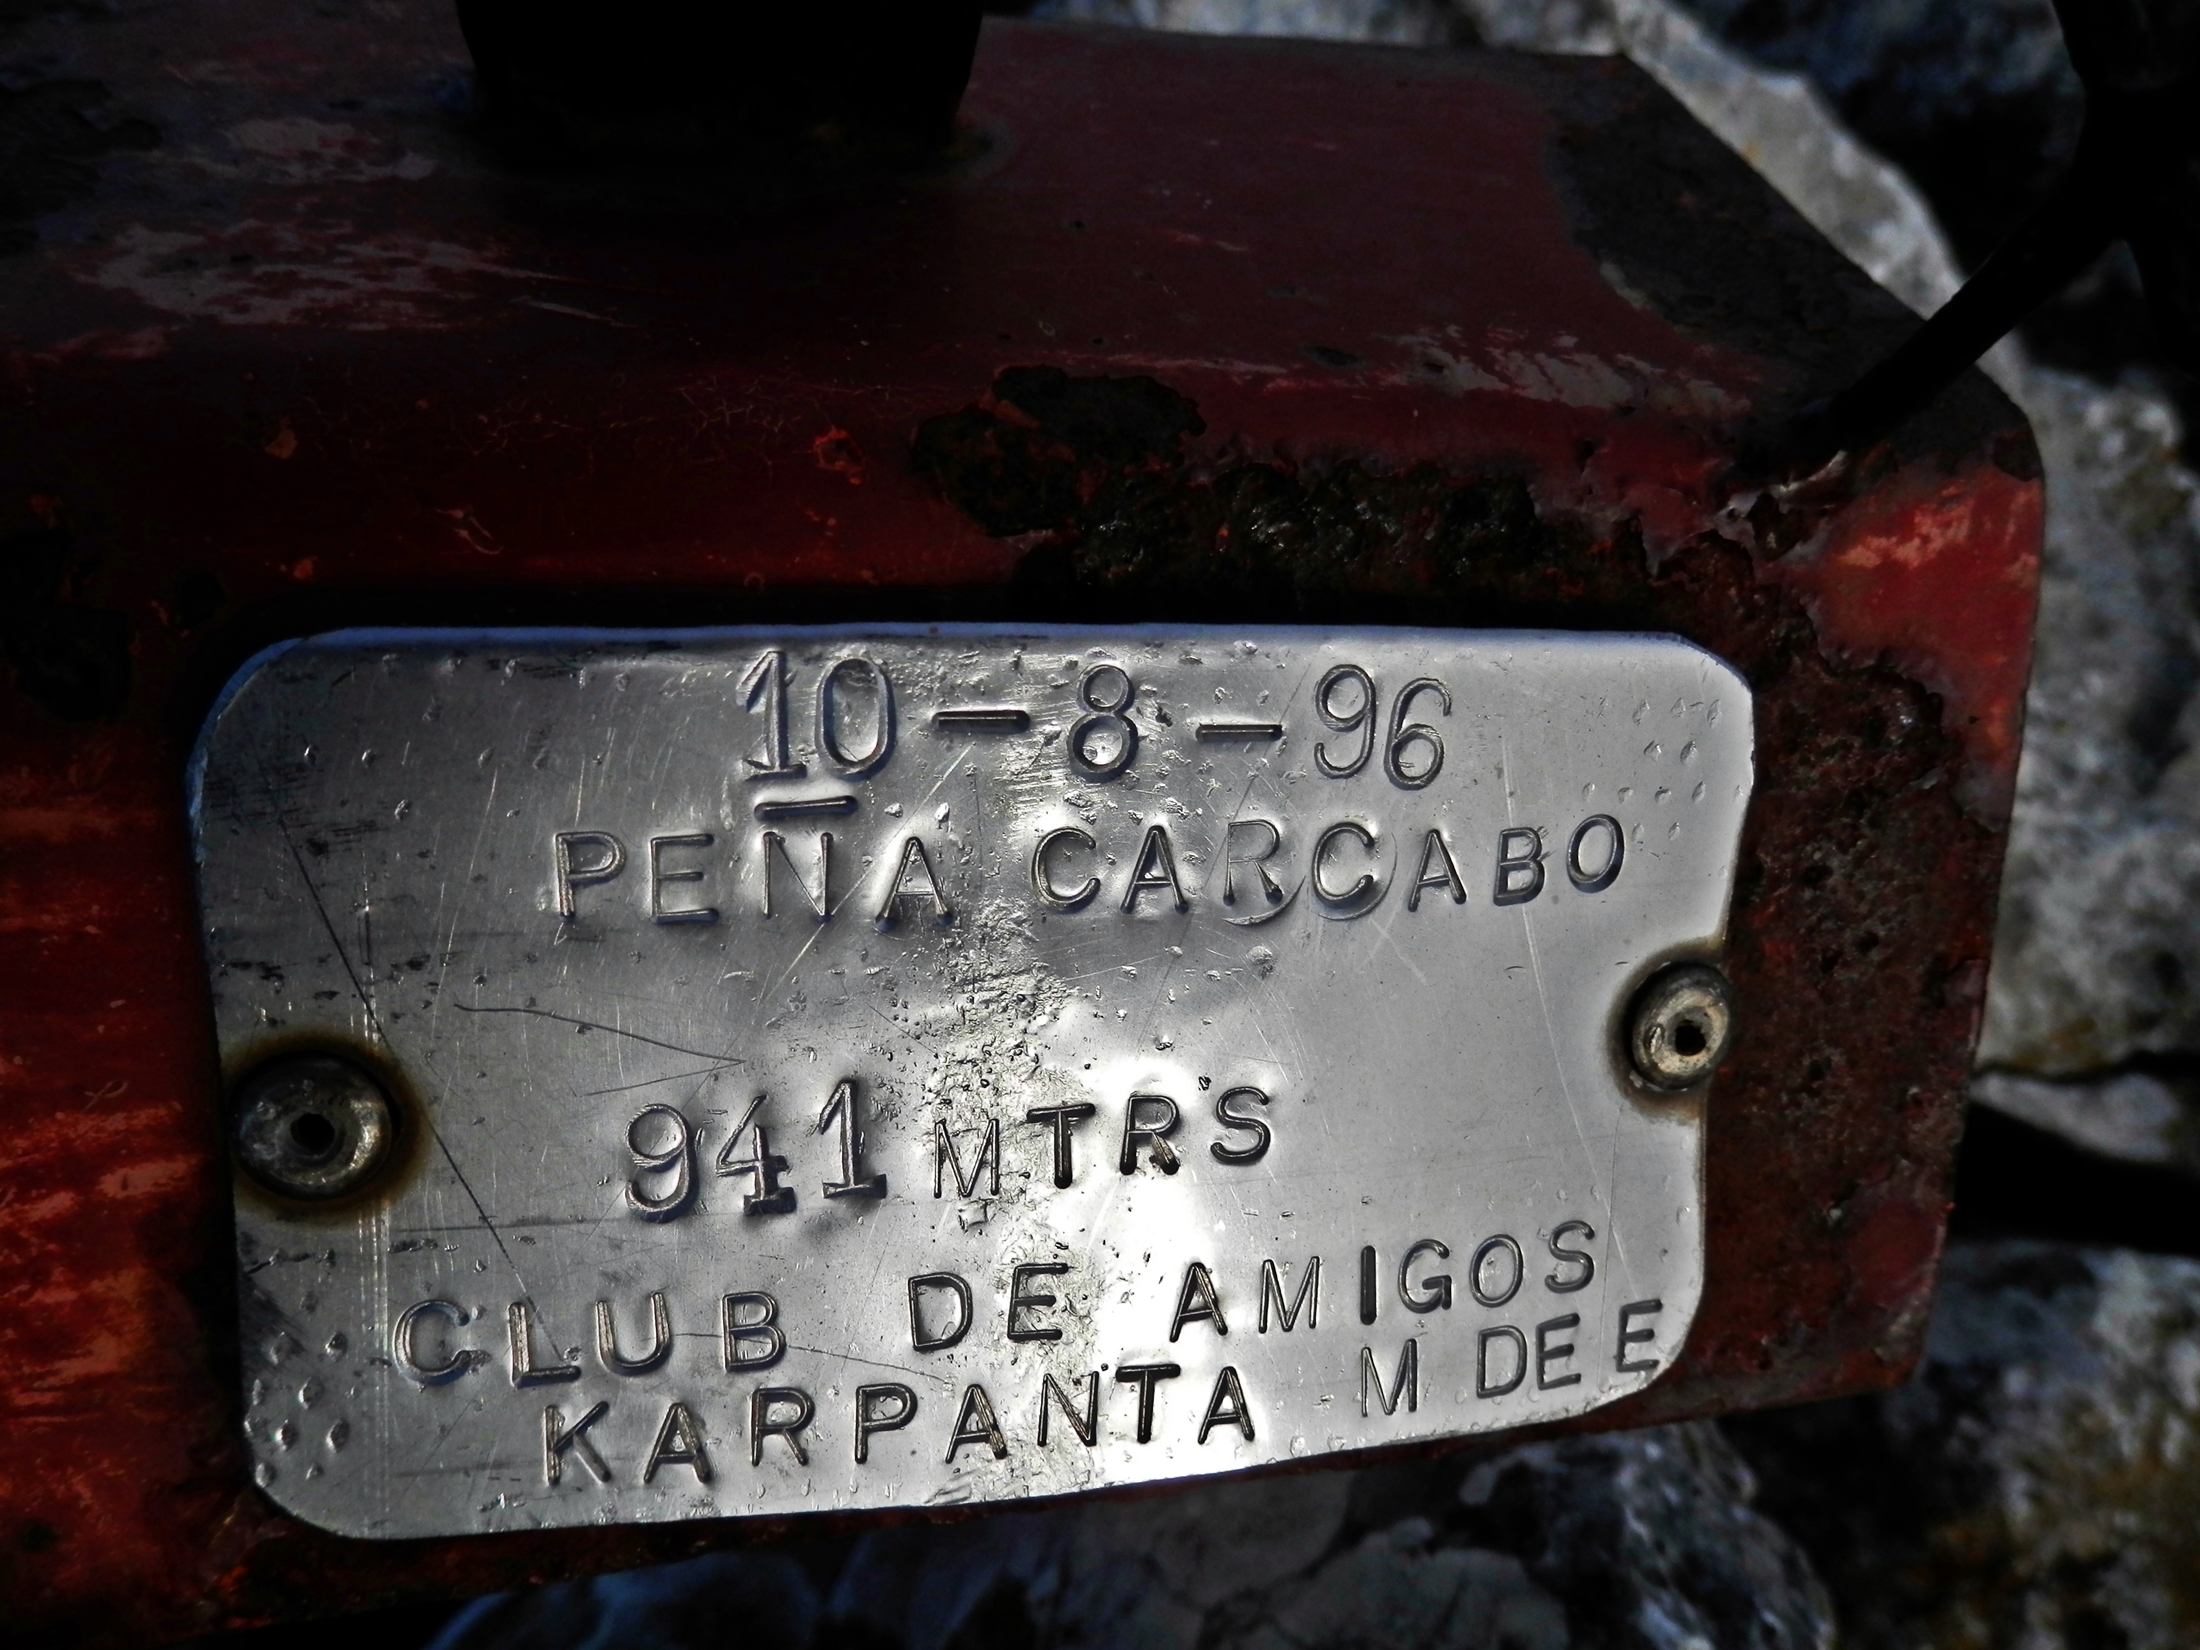 10-8-96
PEÑA CARCABO
941 MTRS
CLUB DE AMIGOS
KARPANTA M DE E